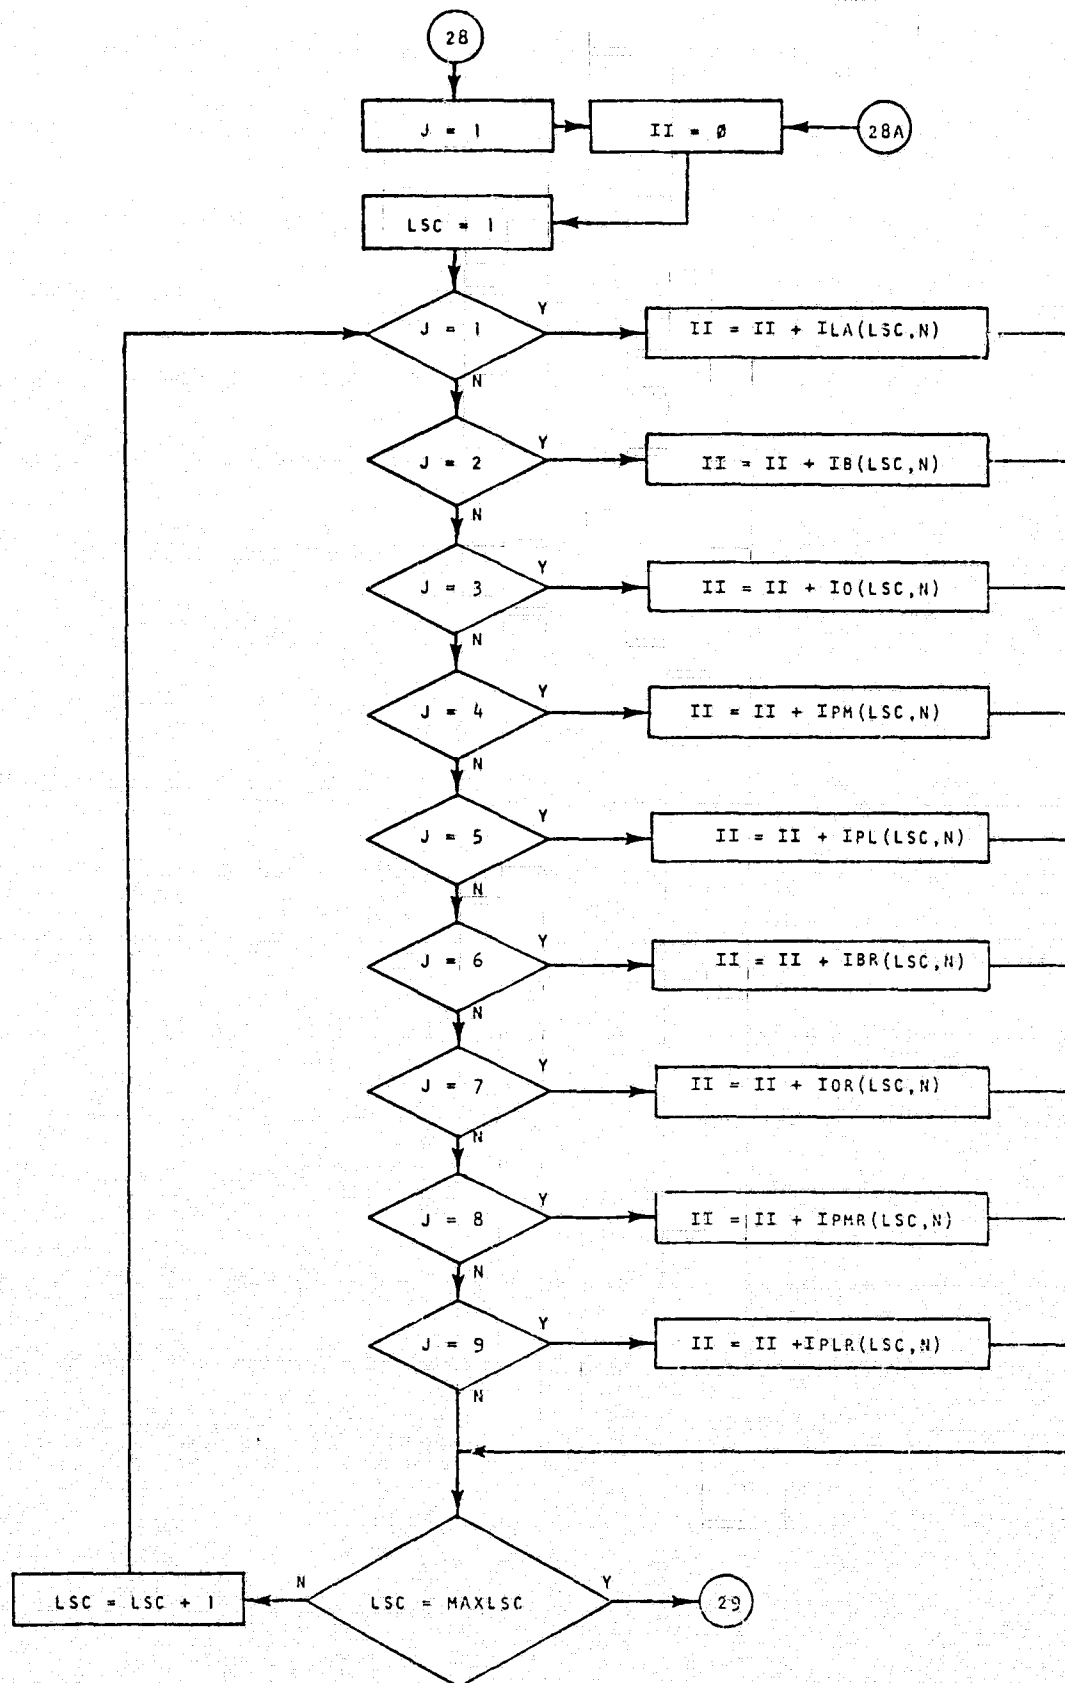 28
J = 1
II = Ø
28A
LSC = 1
J = 1
Y
II = II + ILA(LSC,N)
N
J = 2
Y
II = II + IB(LSC,N)
N
J = 3
Y
II = II + IO(LSC,N)
N
J = 4
Y
II = II + IPM(LSC,N)
N
J = 5
Y
II = II + IPL(LSC,N)
N
J = 6
Y
II = II + IBR(LSC,N)
N
J = 7
Y
II = II + IOR(LSC,N)
N
J = 8
Y
II = II + IPMR(LSC,N)
N
J = 9
Y
II = II +IPLR(LSC,N)
N
LSC = LSC + 1
N
LSC = MAXLSC
Y
29